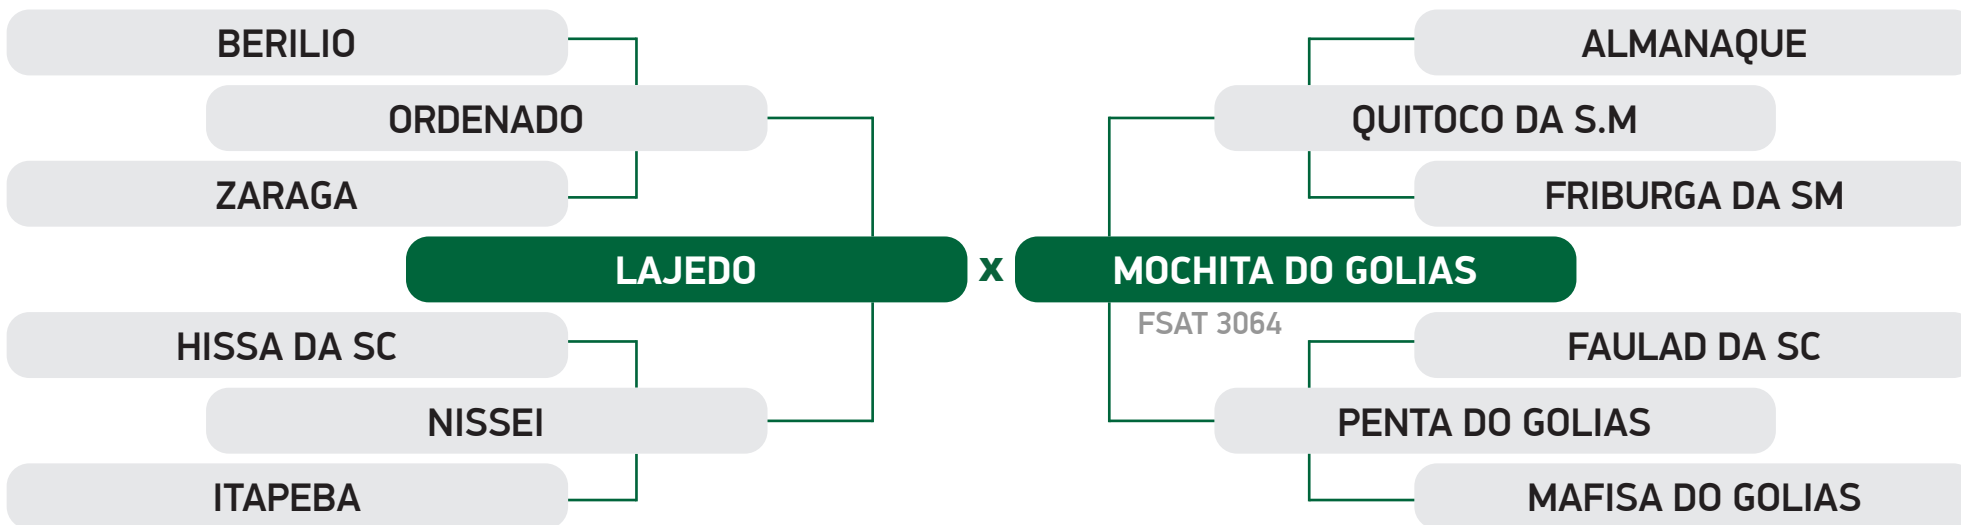 BERILIO
ALMANAQUE
ORDENADO
QUITOCO DA S.M
ZARAGA
FRIBURGA DA SM
LAJEDO x MOCHITA DO GOLIAS
FSAT 3064
HISSA DA SC
FAULAD DA SC
NISSEI
PENTA DO GOLIAS
ITAPEBA
MAFISA DO GOLIAS